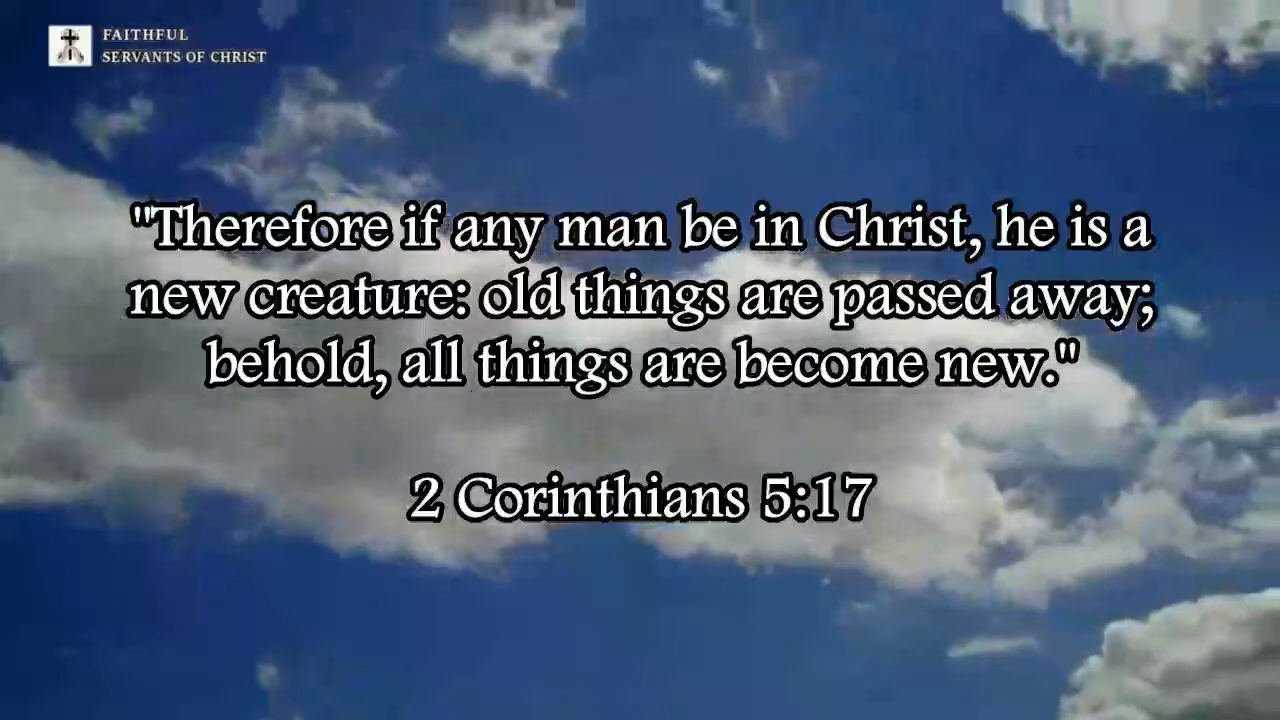 FAITHFUL
SERVANTS OF CHRIST
"Therefore if any man be in Christ, he is a
new creature: old things are passed away;
behold, all things are become new."
2 Corinthians 5:17